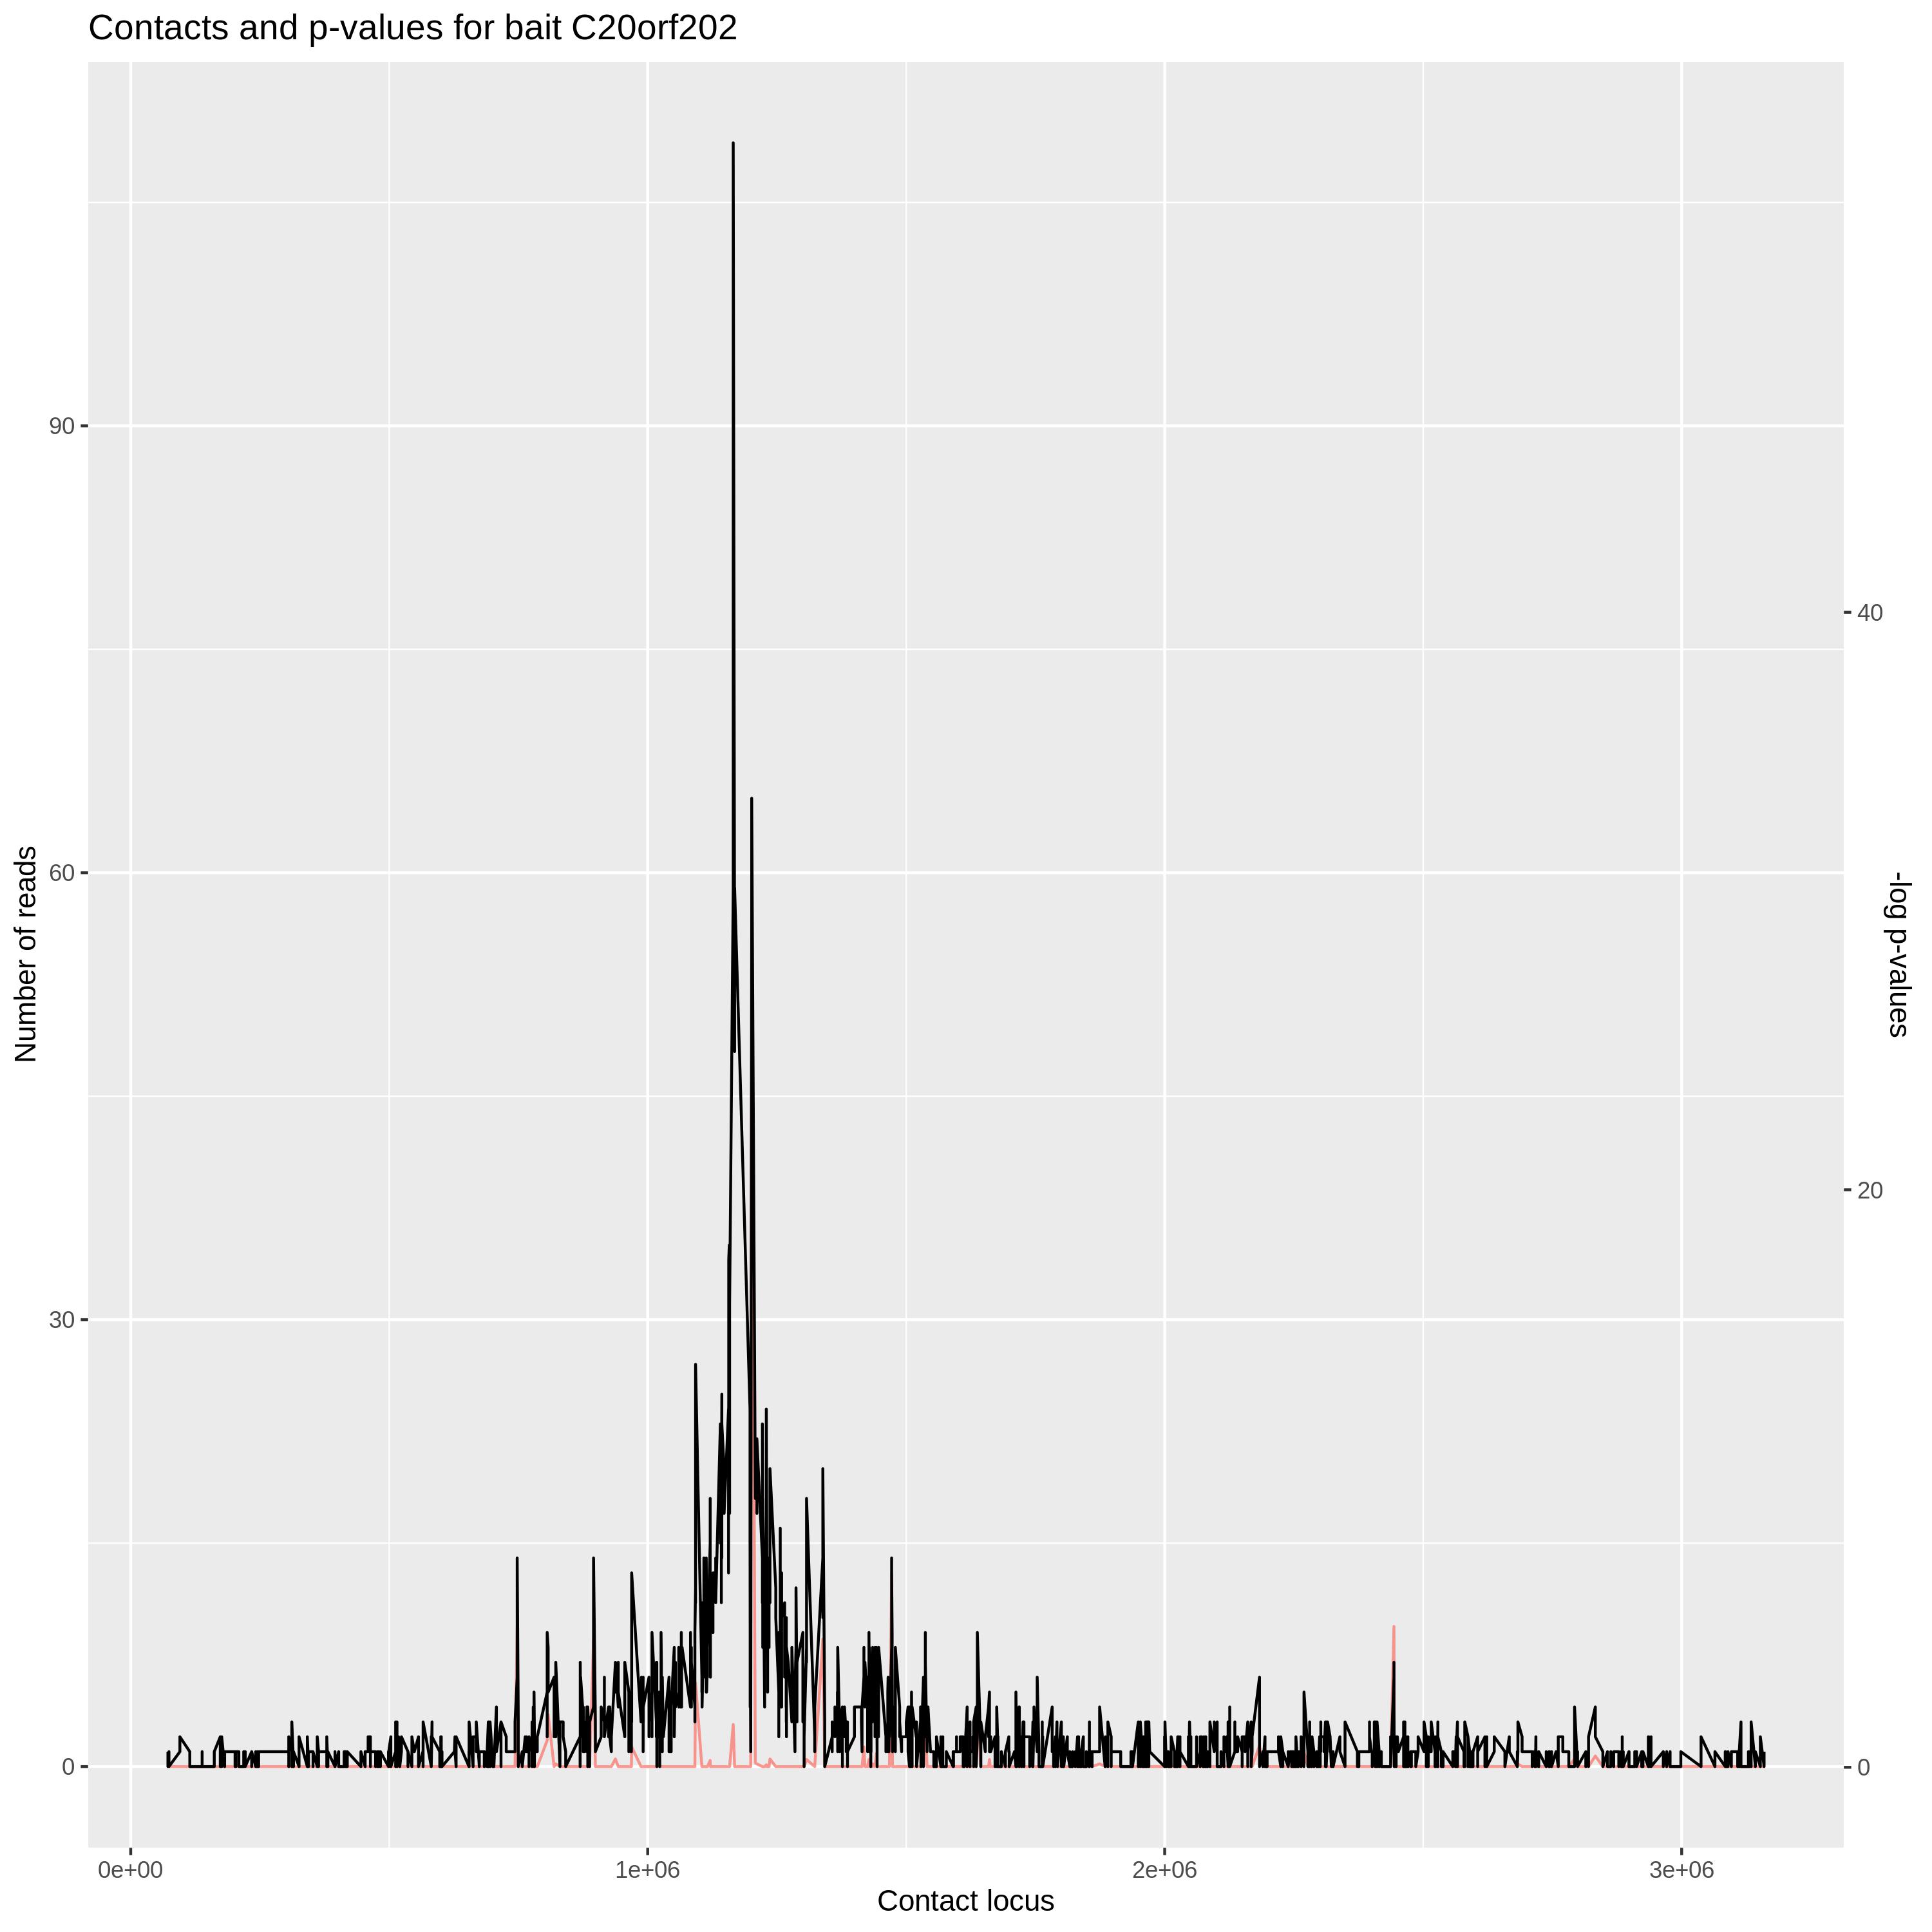 Contacts and p-values for bait C20orf202
Number of reads
90
60
30
0
40
20
0
-log p-values
0e+00
1e+06
2e+06
3e+06
Contact locus